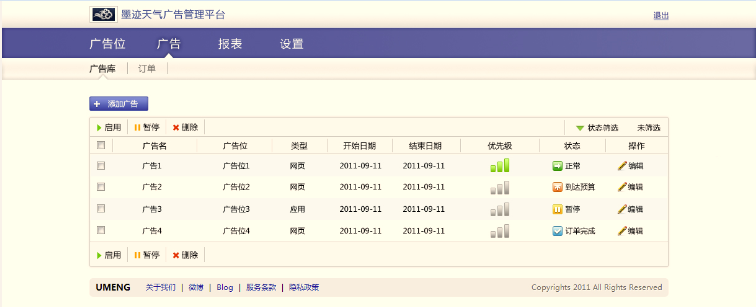 墨迹天气广告管理平台 退出
广告位 广告 报表 设置
广告库 订单
+ 添加广告
启用 暂停 删除 状态筛选 未筛选
广告名 广告位 类型 开始日期 结束日期 优先级 状态 操作
广告1 广告位1 网页 2011-09-11 2011-09-11 正常 编辑
广告2 广告位2 网页 2011-09-11 2011-09-11 到达预算 编辑
广告3 广告位3 应用 2011-09-11 2011-09-11 暂停 编辑
广告4 广告位4 网页 2011-09-11 2011-09-11 订单完成 编辑
启用 暂停 删除
UMENG 关于我们 | 微博 | Blog | 服务条款 | 隐私政策 Copyrights 2011 All Rights Reserved